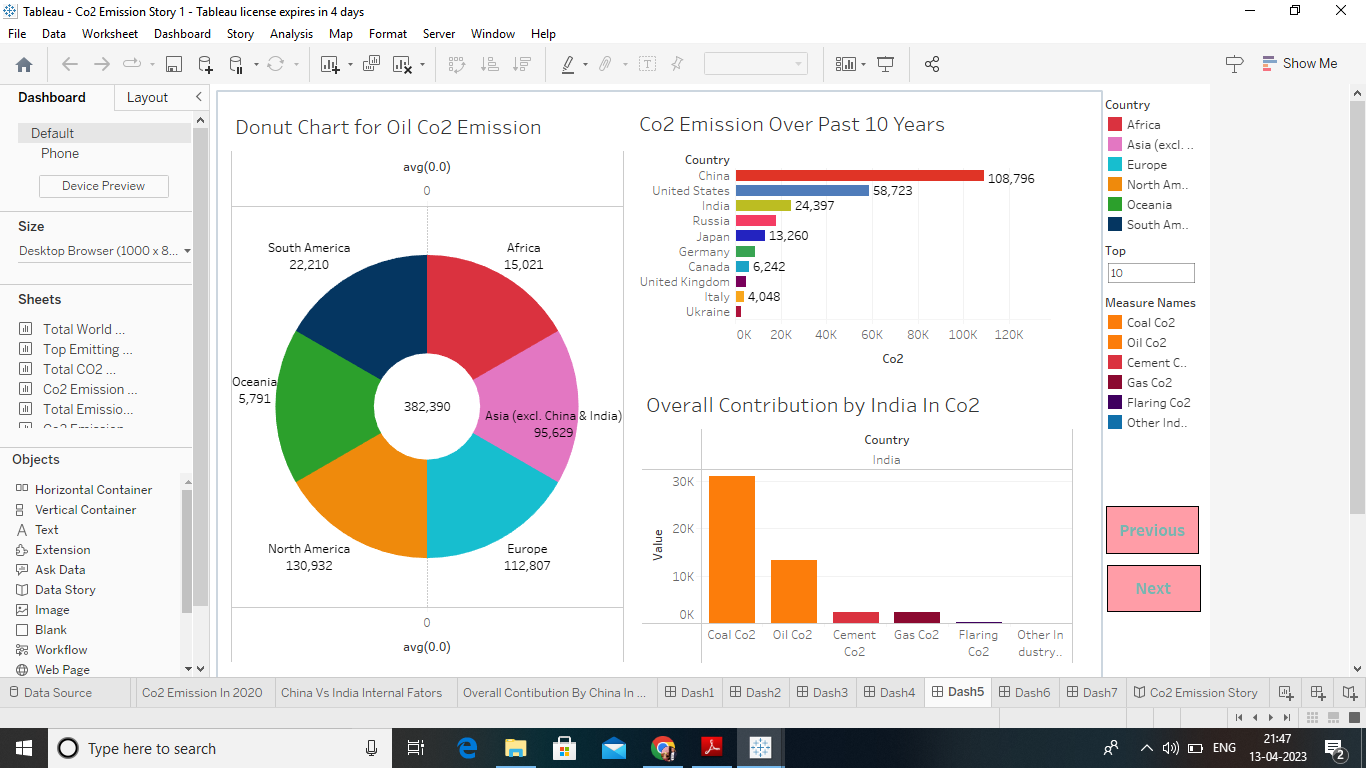 Tableau - Co2 Emission Story 1 - Tableau license expires in 4 days
File Data Worksheet Dashboard Story Analysis Map Format Server Window Help
Show Me
Dashboard Layout
Default
Phone
Device Preview
Size
Desktop Browser (1000 x 8...
Sheets
Total World ...
Top Emitting ...
Total CO2 ...
Co2 Emission ...
Total Emissio...
Co2 Emission
Objects
Horizontal Container
Vertical Container
Text
Extension
Ask Data
Data Story
Image
Blank
Workflow
Web Page
Donut Chart for Oil Co2 Emission
avg(0.0)
0
South America
22,210
Africa
15,021
Oceania
5,791
382,390
Asia (excl. China & India)
95,629
North America
130,932
Europe
112,807
0
avg(0.0)
Co2 Emission Over Past 10 Years
Country
China 108,796
United States 58,723
India 24,397
Russia
Japan 13,260
Germany
Canada 6,242
United Kingdom
Italy 4,048
Ukraine
0K 20K 40K 60K 80K 100K 120K
Co2
Overall Contribution by India In Co2
Country
India
30K
20K
10K
0K
Value
Coal Co2 Oil Co2 Cement Co2 Gas Co2 Flaring Co2 Other In dustry..
Country
Africa
Asia (excl. ..
Europe
North Am..
Oceania
South Am..
Top
10
Measure Names
Coal Co2
Oil Co2
Cement C..
Gas Co2
Flaring Co2
Other Ind..
Previous
Next
Data Source Co2 Emission In 2020 China Vs India Internal Fators Overall Contibution By China In ... Dash1 Dash2 Dash3 Dash4 Dash5 Dash6 Dash7 Co2 Emission Story
Type here to search
ENG
21:47
13-04-2023
2